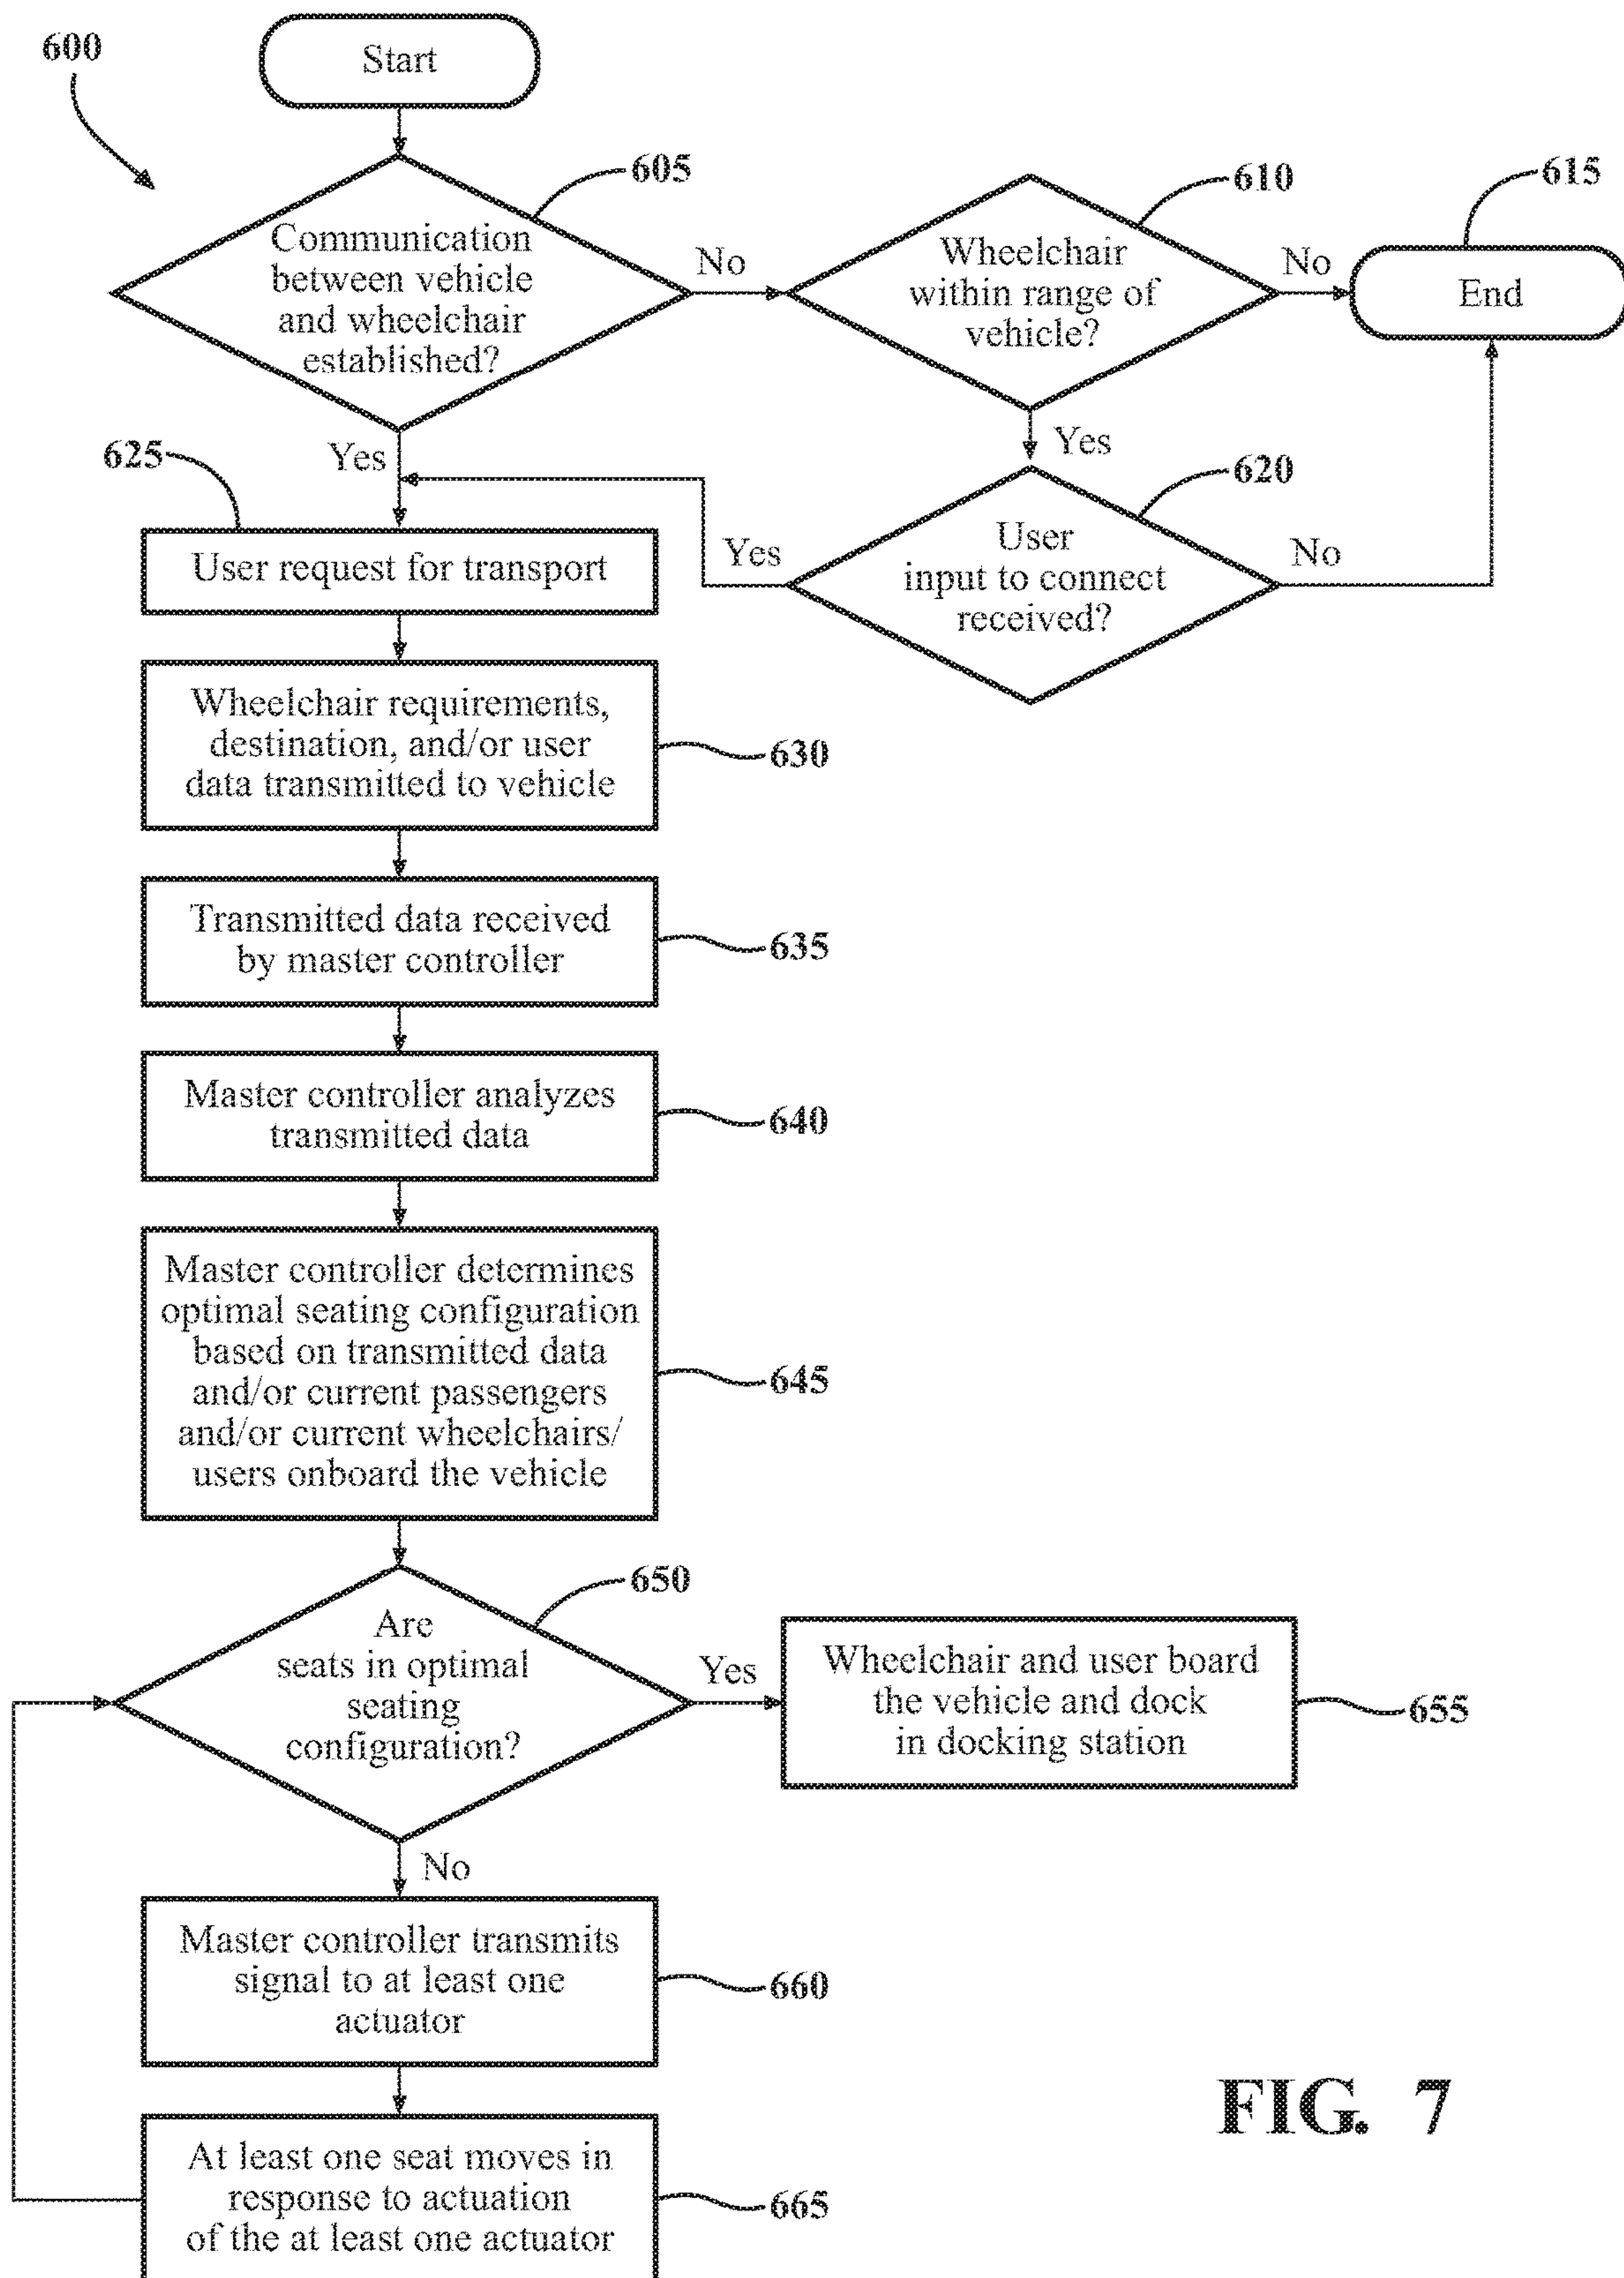 600
Start
605
Communication
between vehicle
and wheelchair
established?
No
610
Wheelchair
within range of
vehicle?
No
615
End
Yes
Yes
620
User
input to connect
received?
Yes
No
625
User request for transport
Wheelchair requirements,
destination, and/or user
data transmitted to vehicle
630
Transmitted data received
by master controller
635
Master controller analyzes
transmitted data
640
Master controller determines
optimal seating configuration
based on transmitted data
and/or current passengers
and/or current wheelchairs/
users onboard the vehicle
645
650
Are
seats in optimal
seating
configuration?
Yes
Wheelchair and user board
the vehicle and dock
in docking station
655
No
Master controller transmits
signal to at least one
actuator
660
At least one seat moves in
response to actuation
of the at least one actuator
665
FIG. 7